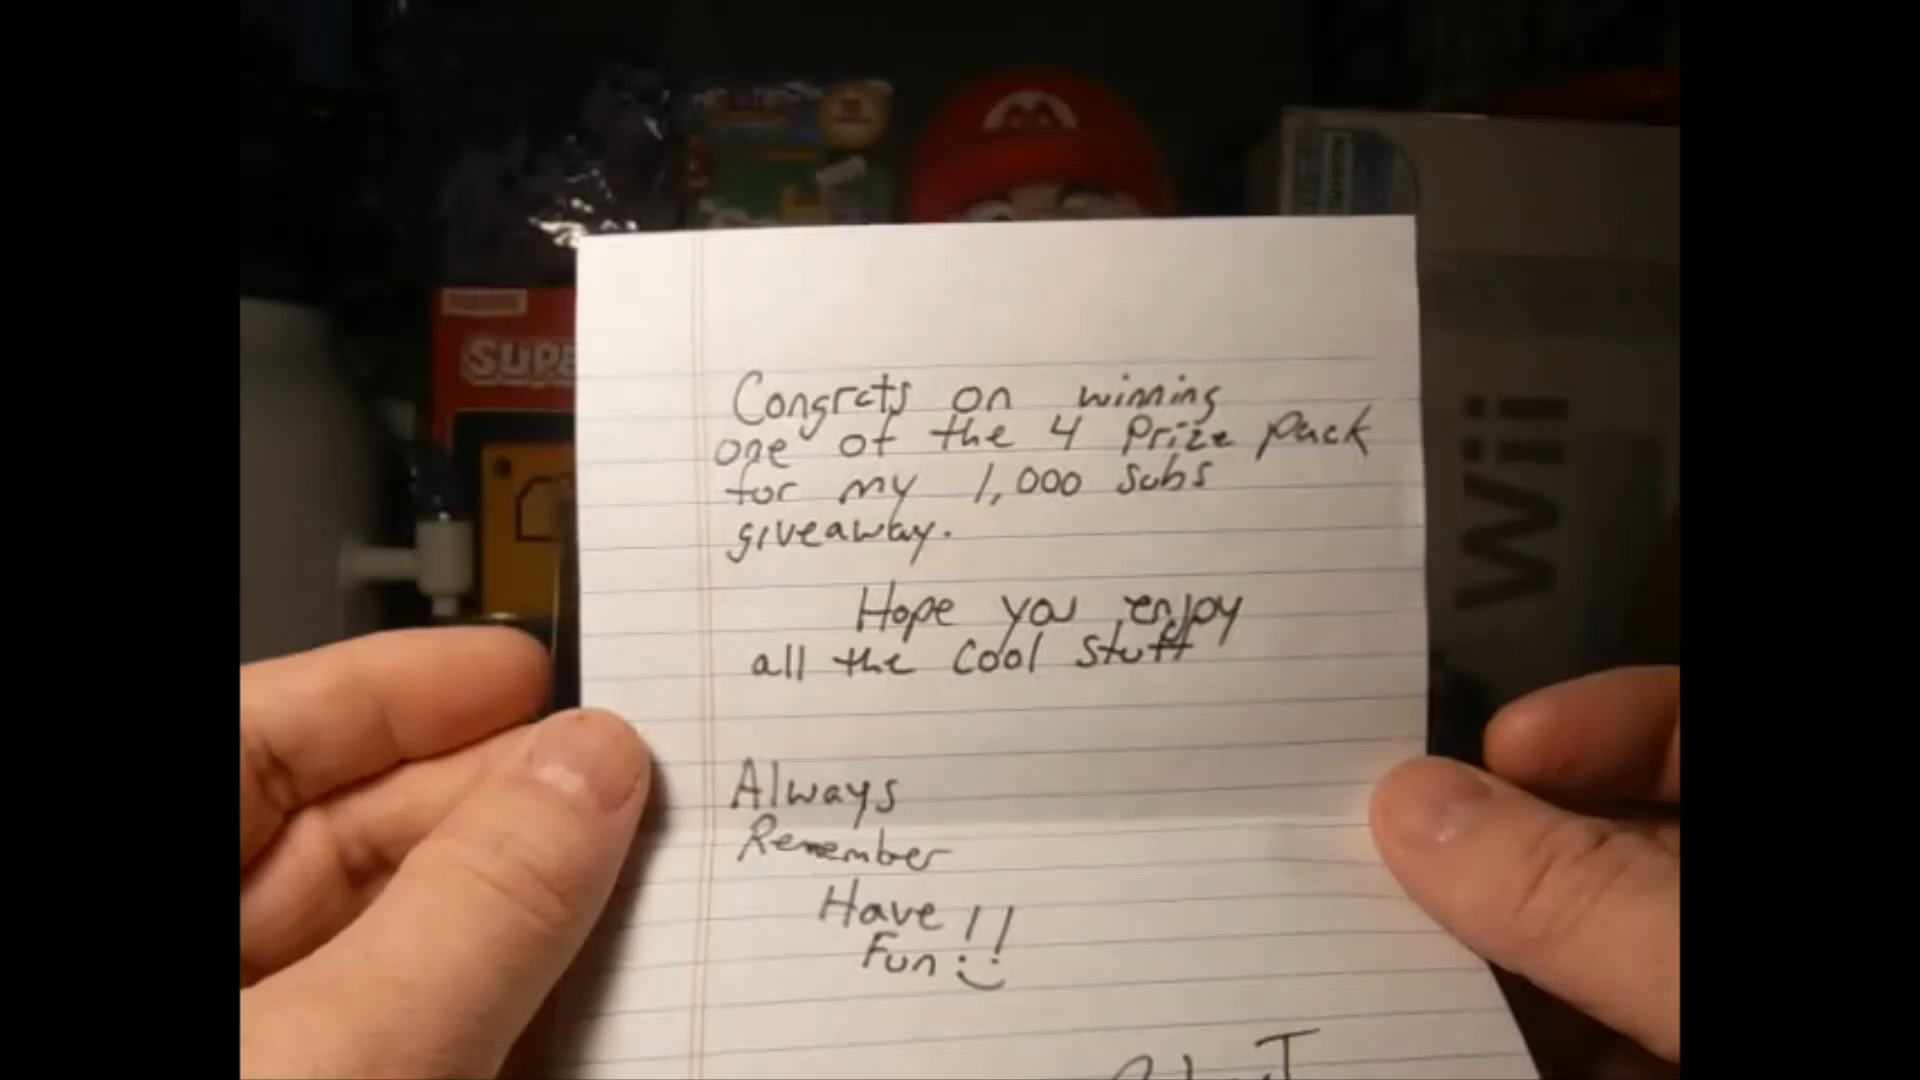 Congrats on winning
one of the 4 Prize pack
for my 1,000 subs
giveaway.
Hope you enjoy
all the Cool Stuff
Always
Remember
Have !!
Fun
SUPE
Wii